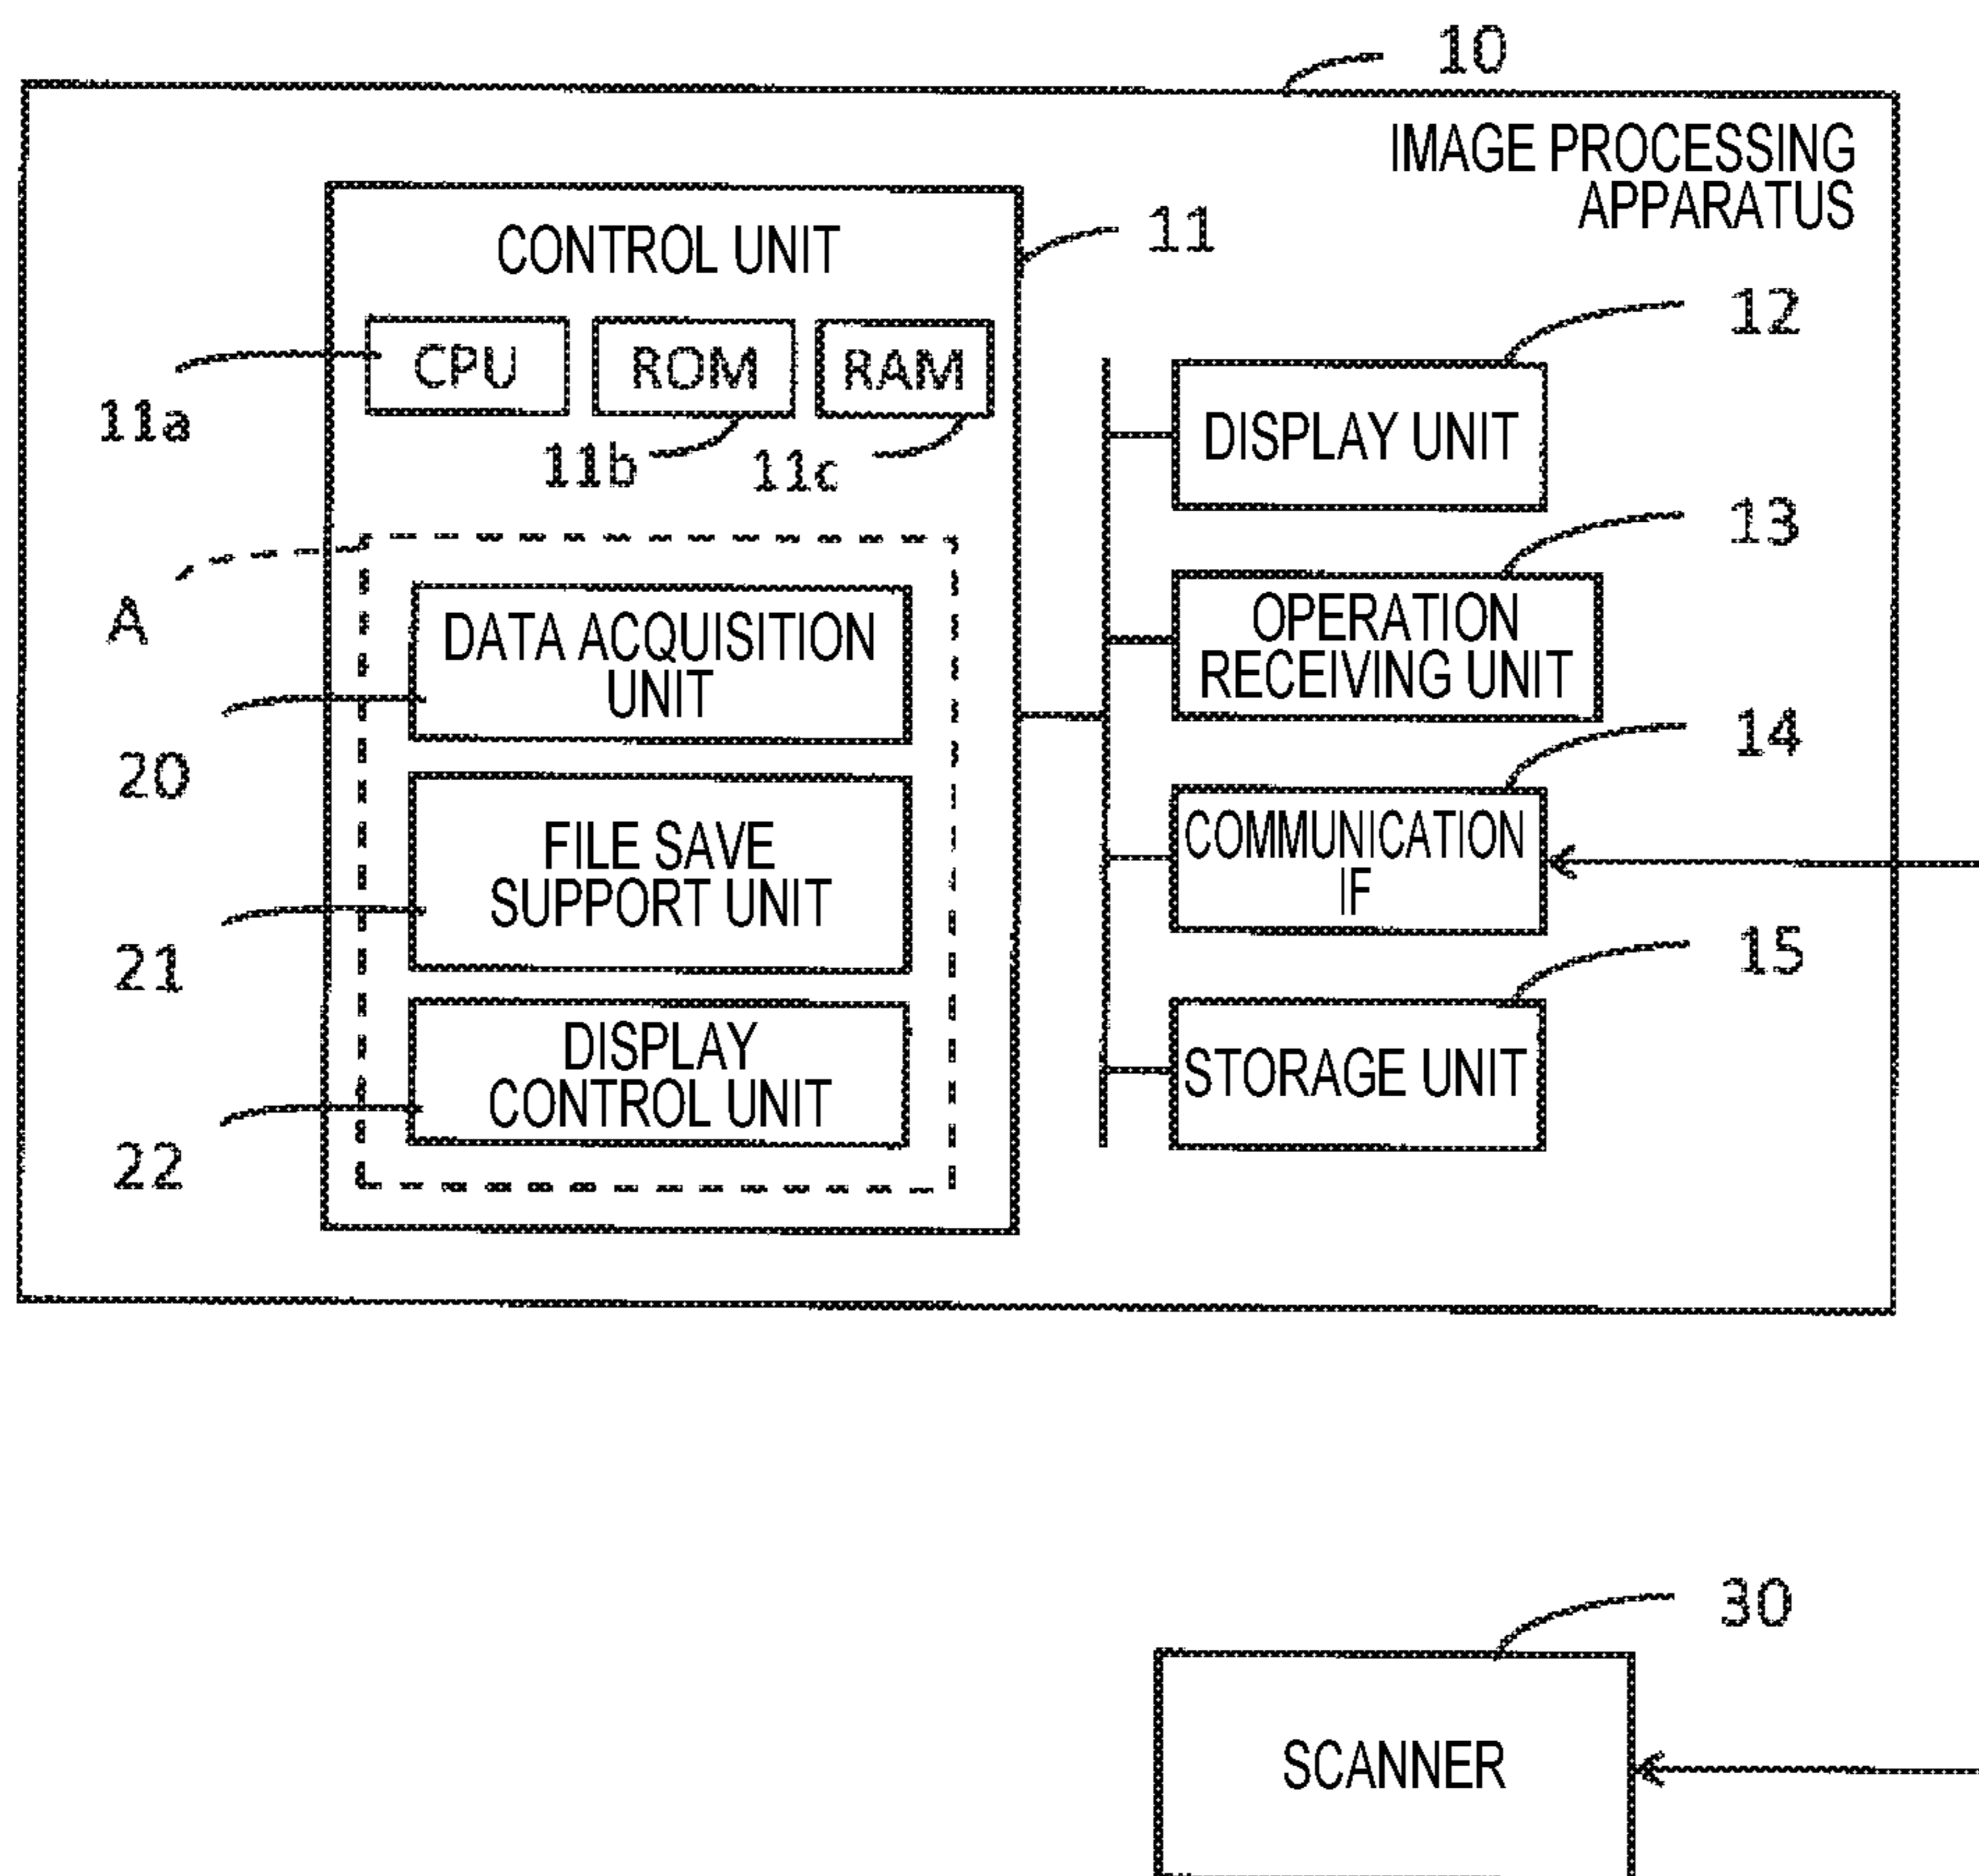 10
IMAGE PROCESSING
APPARATUS
CONTROL UNIT
11
CPU
ROM
RAM
11a
11b
11c
12
DISPLAY UNIT
A
13
OPERATION
RECEIVING UNIT
DATA ACQUISITION
UNIT
20
14
COMMUNICATION
IF
FILE SAVE
SUPPORT UNIT
21
15
STORAGE UNIT
DISPLAY
CONTROL UNIT
22
30
SCANNER